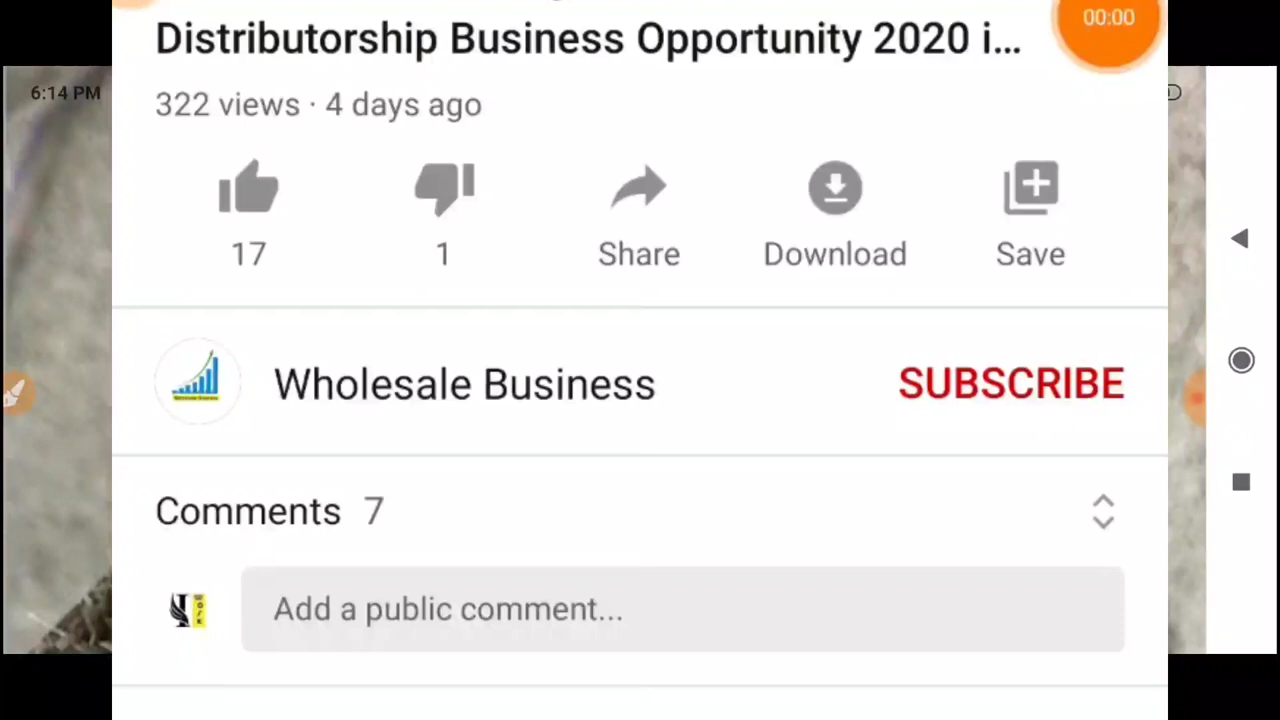 00:00
Distributorship Business Opportunity 2020 i...
6:14 PM
322 views · 4 days ago
17
1
Share
Download
Save
Wholesale Business
SUBSCRIBE
Comments 7
Add a public comment...